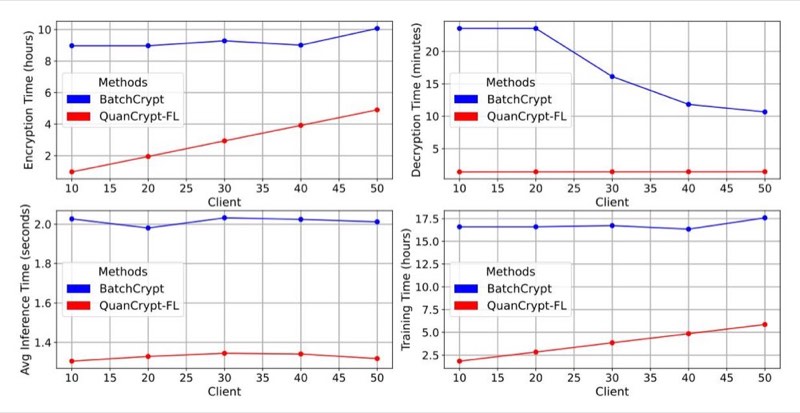 Encryption Time (hours)
10
8
6
4
2
Methods
BatchCrypt
QuanCrypt-FL
10 15 20 25 30 35 40 45 50
Client
Decryption Time (minutes)
20
15
10
5
Methods
BatchCrypt
QuanCrypt-FL
10 15 20 25 30 35 40 45 50
Client
Avg Inference Time (seconds)
2.0
1.8
1.6
1.4
Methods
BatchCrypt
QuanCrypt-FL
10 15 20 25 30 35 40 45 50
Client
Training Time (hours)
17.5
15.0
12.5
10.0
7.5
5.0
2.5
Methods
BatchCrypt
QuanCrypt-FL
10 15 20 25 30 35 40 45 50
Client